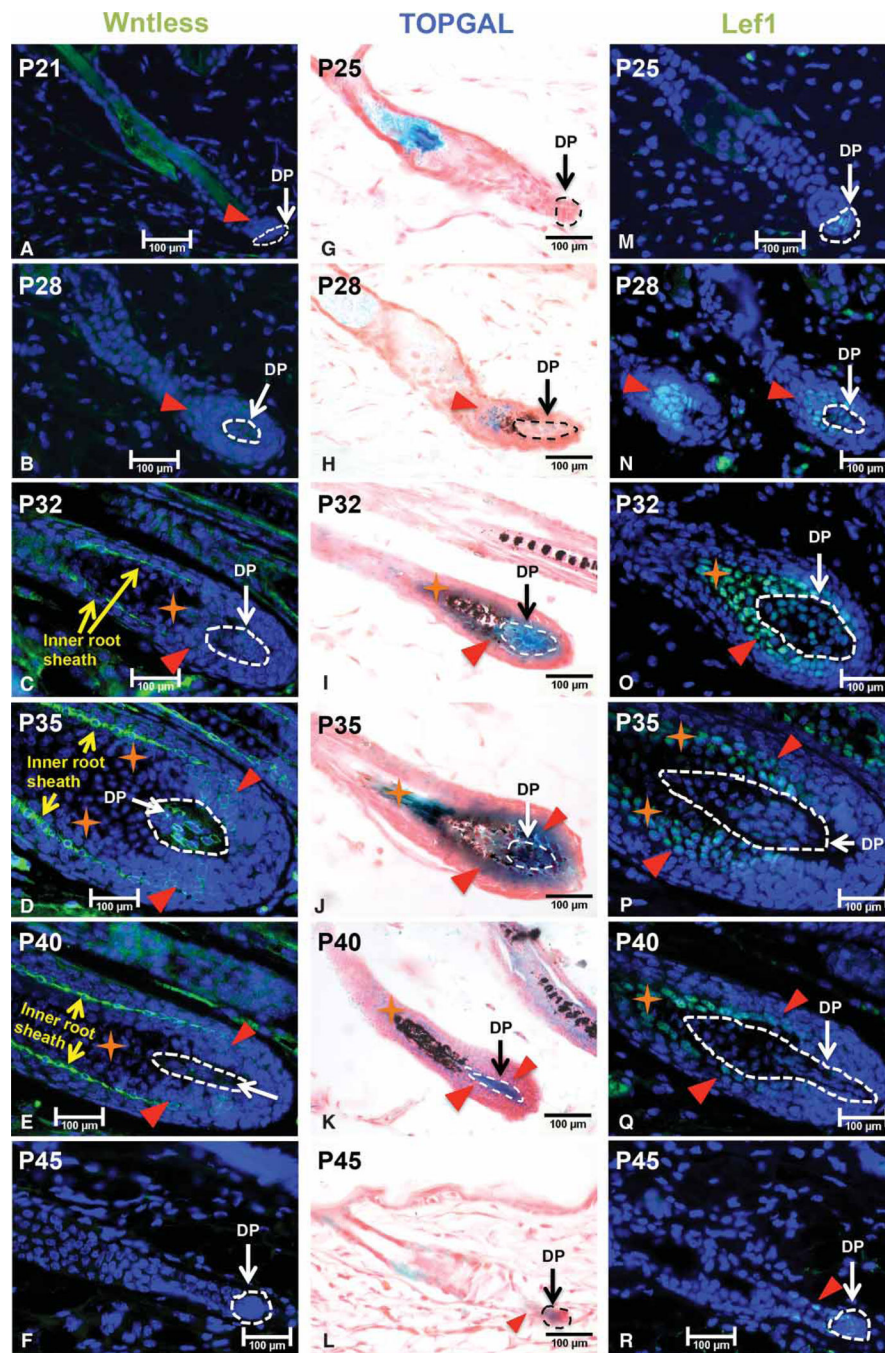 Wntless TOPGAL Lef1
P21 P25 P25
DP DP DP
100 µm 100 µm 100 µm
A G M
P28 P28 P28
DP DP DP
100 µm 100 µm 100 µm
B H N
P32 P32 P32
DP DP DP
Inner root
sheath
100 µm 100 µm 100 µm
C I O
P35 P35 P35
Inner root
sheath
DP DP DP
100 µm 100 µm 100 µm
D J P
P40 P40 P40
Inner root
sheath
DP DP
100 µm 100 µm 100 µm
E K Q
P45 P45 P45
DP DP DP
100 µm 100 µm 100 µm
F L R